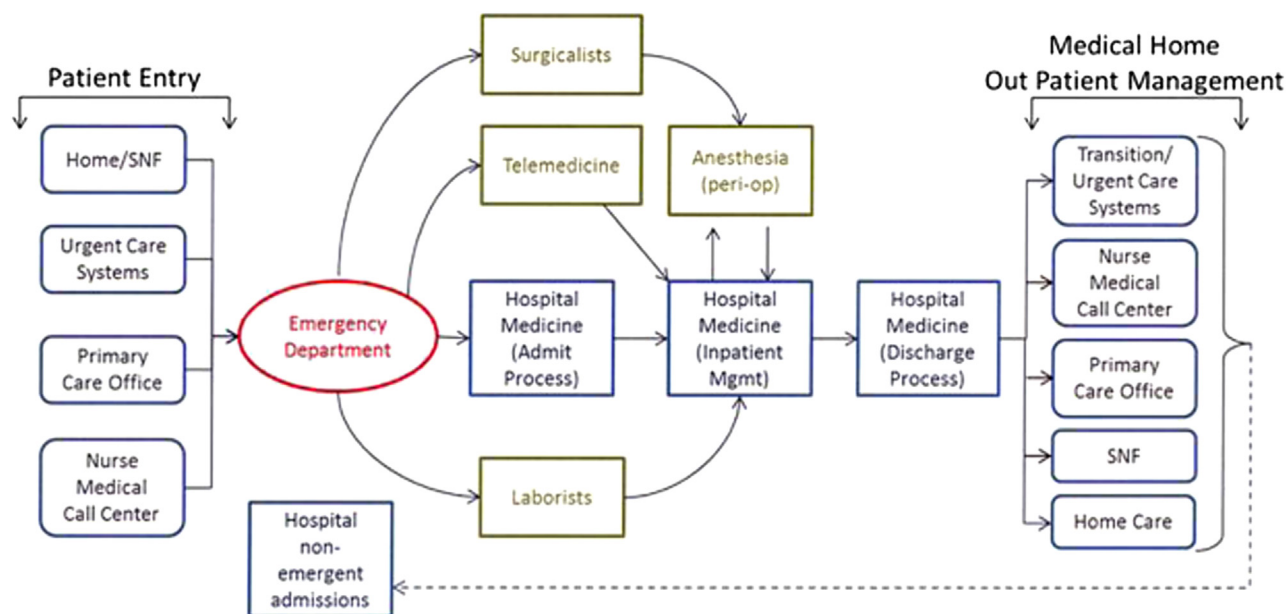 Patient Entry
Home/SNF
Urgent Care
Systems
Primary
Care Office
Nurse
Medical
Call Center
Emergency
Department
Surgicalists
Telemedicine
Anesthesia
(peri-op)
Hospital
Medicine
(Admit
Process)
Hospital
Medicine
(Inpatient
Mgmt)
Hospital
Medicine
(Discharge
Process)
Laborists
Hospital
non-
emergent
admissions
Medical Home
Out Patient Management
Transition/
Urgent Care
Systems
Nurse
Medical
Call Center
Primary
Care Office
SNF
Home Care